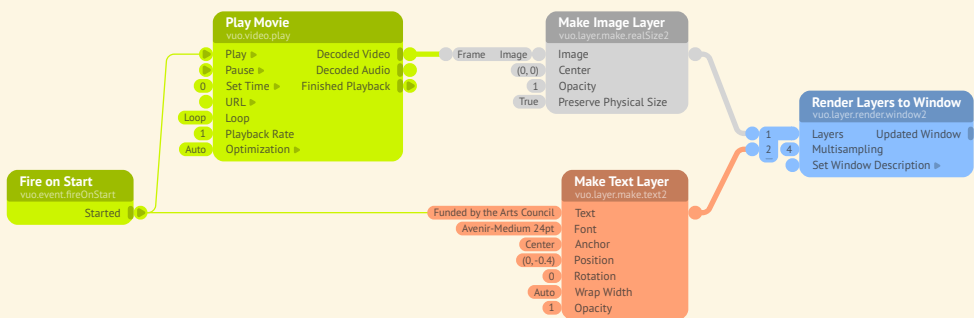 Play Movie
vuo.video.play
Play
Decoded Video
Pause
Decoded Audio
0
Set Time
Finished Playback
URL
Loop
Loop
1
Playback Rate
Auto
Optimization
Frame
Image
Make Image Layer
vuo.layer.make.realSize2
Image
(0, 0)
Center
1
Opacity
True
Preserve Physical Size
Render Layers to Window
vuo.layer.render.window2
1
Layers
Updated Window
2
4
Multisampling
Set Window Description
Fire on Start
vuo.event.fireOnStart
Started
Make Text Layer
vuo.layer.make.text2
Funded by the Arts Council
Text
Avenir-Medium 24pt
Font
Center
Anchor
(0,-0.4)
Position
0
Rotation
Auto
Wrap Width
1
Opacity